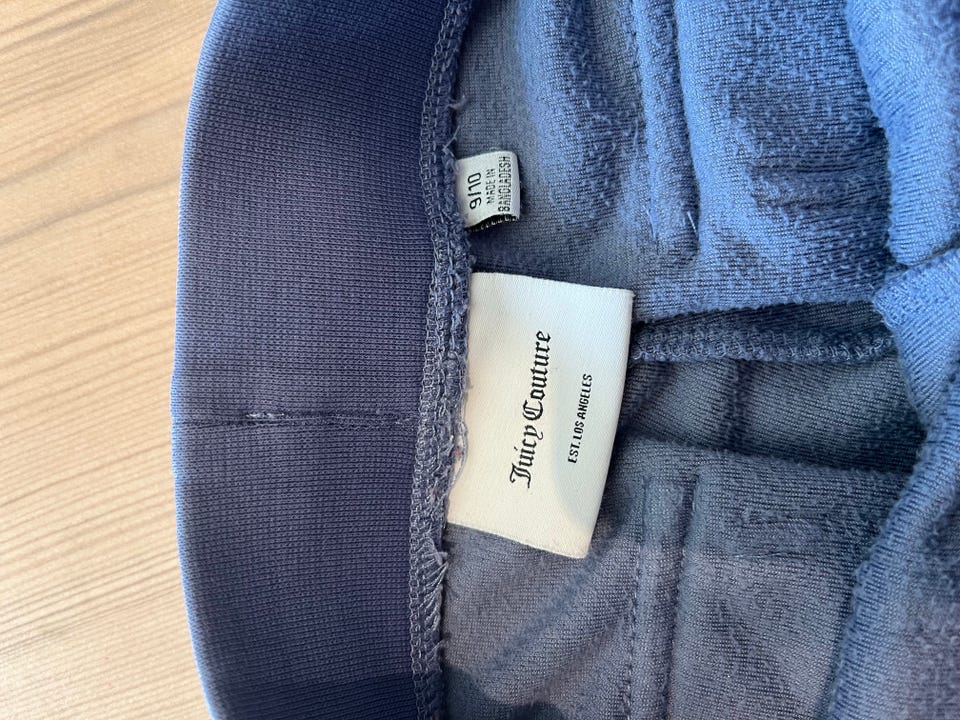 9/10
MADE IN
BANGLADESH
Juicy Couture
EST. LOS ANGELES